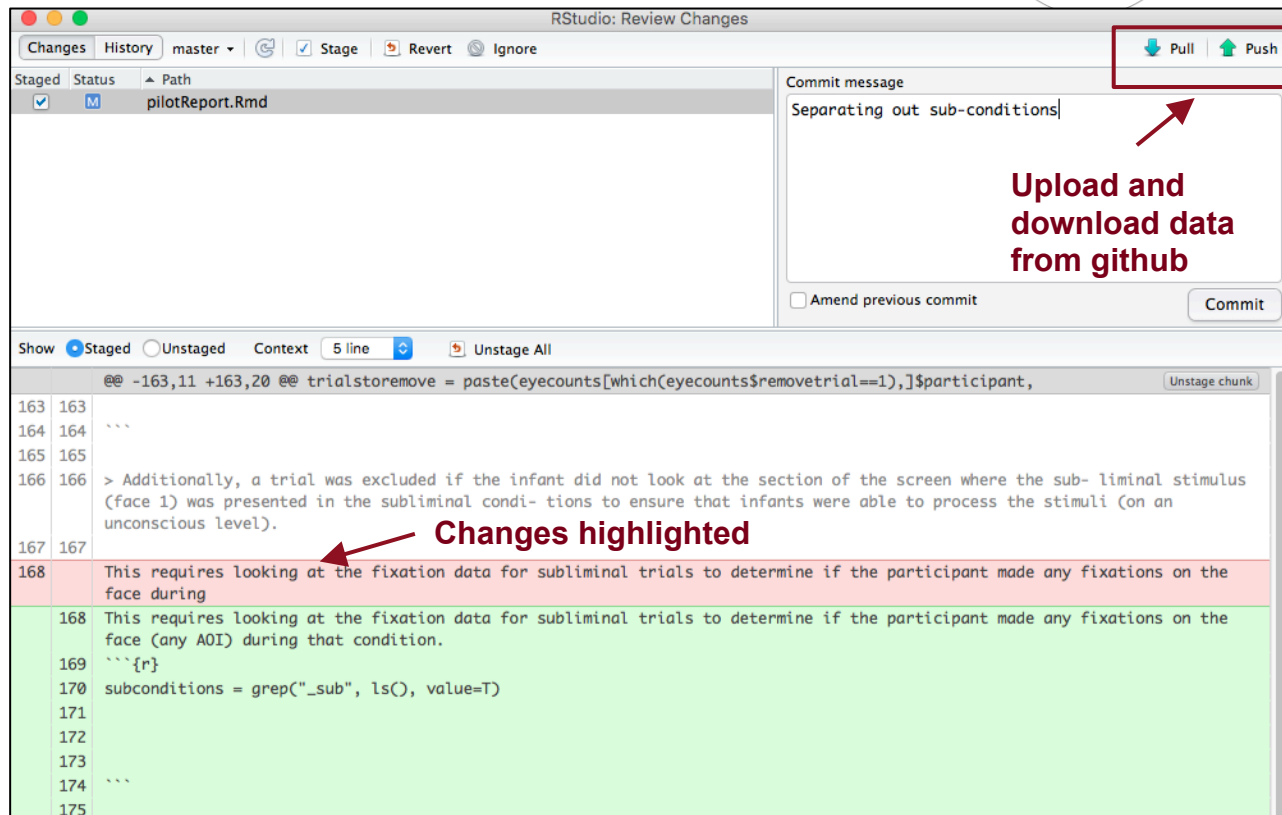 RStudio: Review Changes
Changes History master Stage Revert Ignore Pull Push
Staged Status Path
M pilotReport.Rmd
Commit message
Separating out sub-conditions
Upload and
download data
from github
Amend previous commit
Commit
Show Staged Unstaged Context 5 line Unstage All
@@ -163,11 +163,20 @@ trialstoremove = paste(eyecounts[which(eyecounts$removetrial==1),]$participant, Unstage chunk
163 163
164 164 ```
165 165
166 166 > Additionally, a trial was excluded if the infant did not look at the section of the screen where the sub- liminal stimulus
(face 1) was presented in the subliminal condi- tions to ensure that infants were able to process the stimuli (on an
unconscious level).
Changes highlighted
167 167
168 This requires looking at the fixation data for subliminal trials to determine if the participant made any fixations on the
face during
168 This requires looking at the fixation data for subliminal trials to determine if the participant made any fixations on the
face (any AOI) during that condition.
169 ```{r}
170 subconditions = grep("_sub", ls(), value=T)
171
172
173
174 ```
175